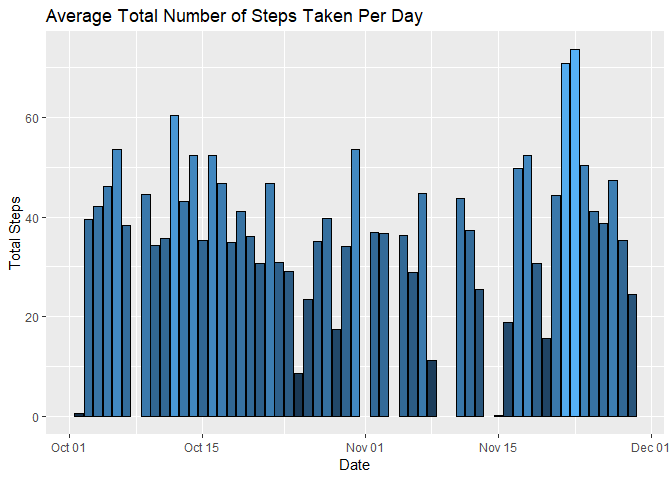 Average Total Number of Steps Taken Per Day
Total Steps
60
40
20
0
Oct 01
Oct 15
Nov 01
Nov 15
Dec 01
Date